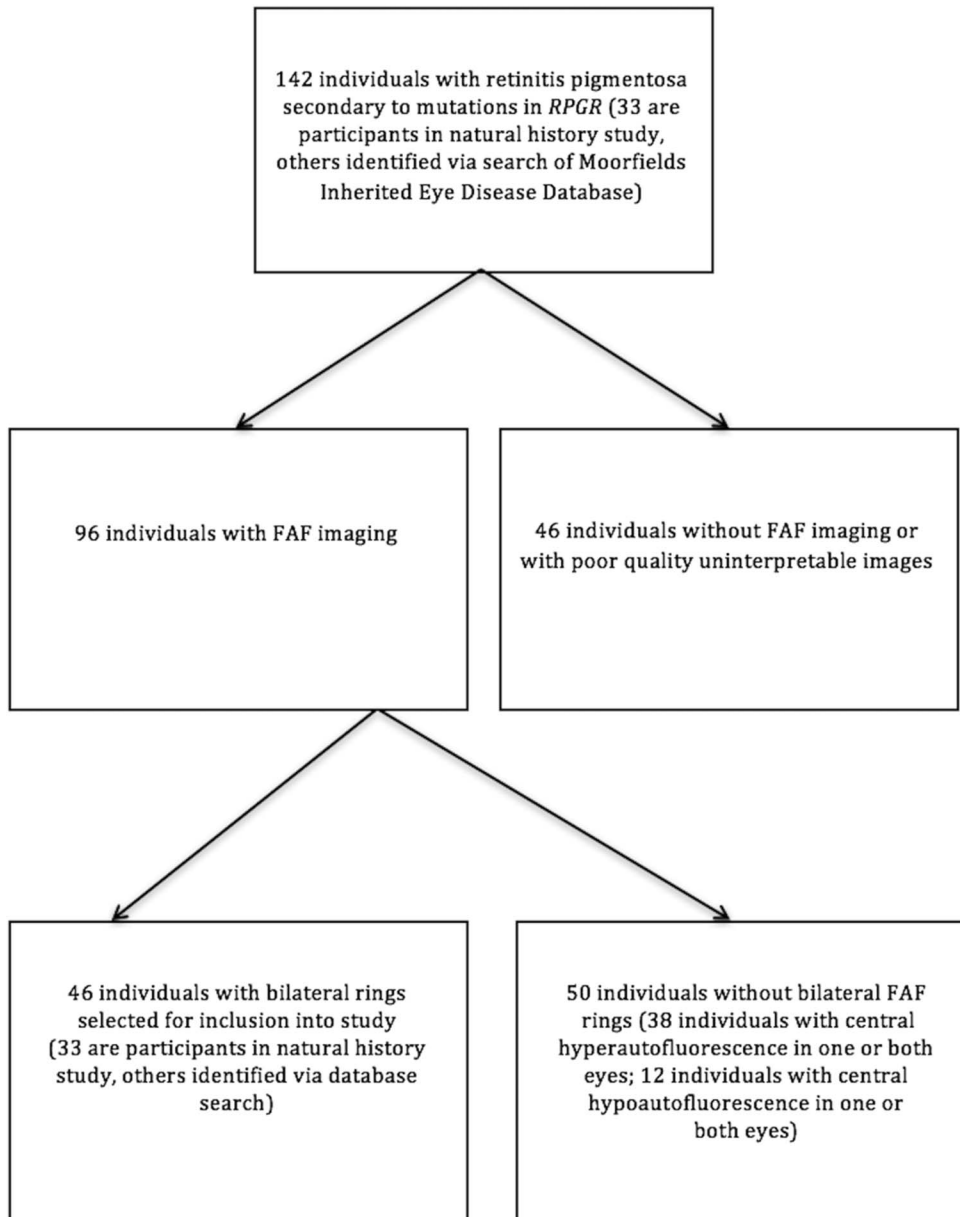 142 individuals with retinitis pigmentosa
secondary to mutations in RPGR (33 are
participants in natural history study,
others identified via search of Moorfields
Inherited Eye Disease Database)
96 individuals with FAF imaging
46 individuals without FAF imaging or
with poor quality uninterpretable images
46 individuals with bilateral rings
selected for inclusion into study
(33 are participants in natural history
study, others identified via database
search)
50 individuals without bilateral FAF
rings (38 individuals with central
hyperautofluorescence in one or both
eyes; 12 individuals with central
hypoautofluorescence in one or
both eyes)